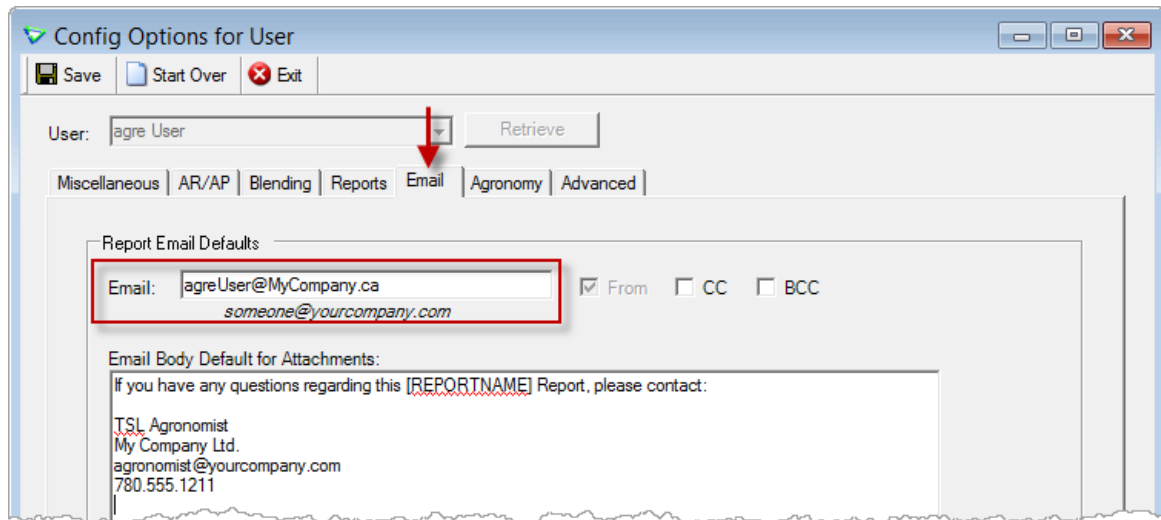 Config Options for User
Save Start Over Exit
User: agre User Retrieve
Miscellaneous AR/AP Blending Reports Email Agronomy Advanced
Report Email Defaults
Email: agreUser@MyCompany.ca From CC BCC
someone@yourcompany.com
Email Body Default for Attachments:
If you have any questions regarding this [REPORTNAME] Report, please contact:
TSL Agronomist
My Company Ltd.
agronomist@yourcompany.com
780.555.1211